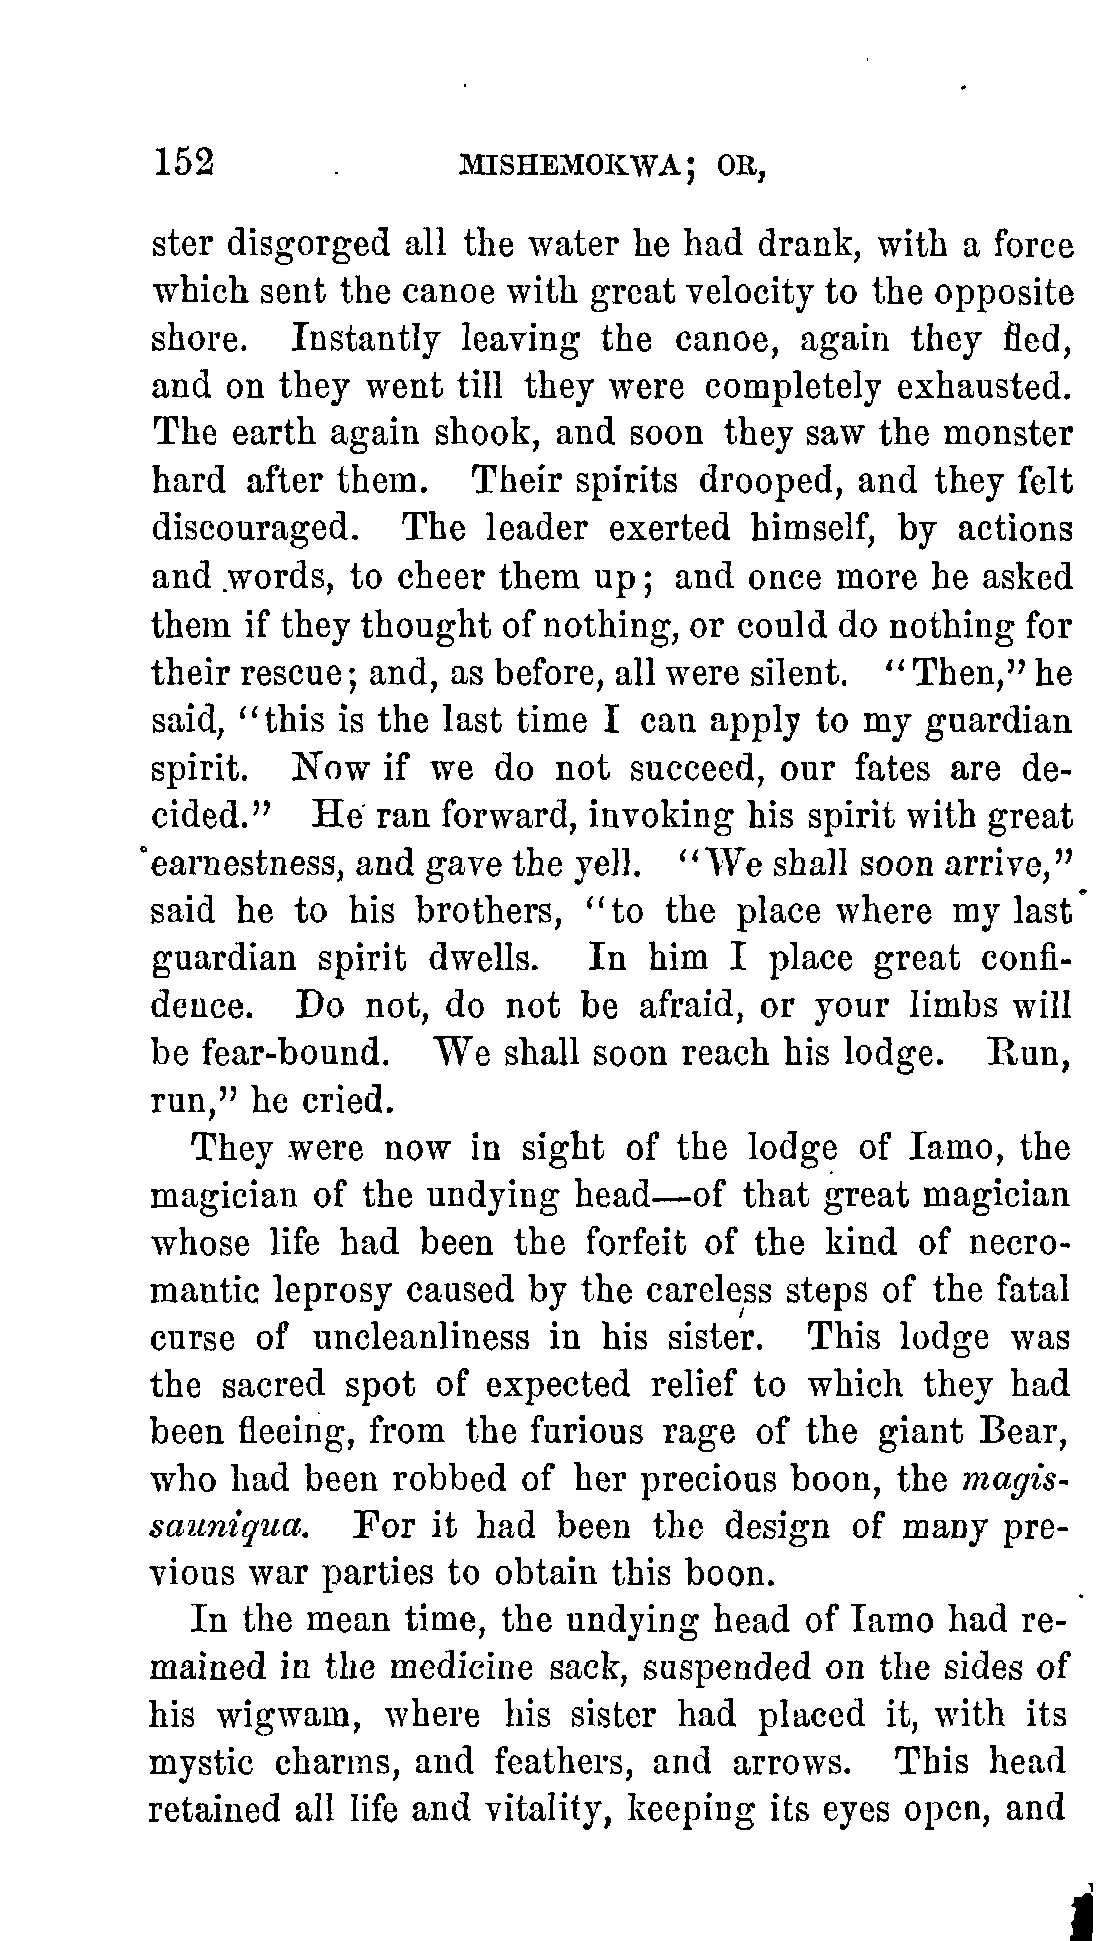 152 MISHEMOKWA; OR,
ster disgorged all the water he had drank, with a force
which sent the canoe with great velocity to the opposite
shore. Instantly leaving the canoe, again they fled,
and on they went till they were completely exhausted.
The earth again shook, and soon they saw the monster
hard after them. Their spirits drooped, and they felt
discouraged. The leader exerted himself, by actions
and words, to cheer them up; and once more he asked
them if they thought of nothing, or could do nothing for
their rescue; and, as before, all were silent. "Then," he
said, "this is the last time I can apply to my guardian
spirit. Now if we do not succeed, our fates are de-
cided." He ran forward, invoking his spirit with great
earnestness, and gave the yell. "We shall soon arrive,"
said he to his brothers, "to the place where my last
guardian spirit dwells. In him I place great confi-
dence. Do not, do not be afraid, or your limbs will
be fear-bound. We shall soon reach his lodge. Run,
run," he cried.
They were now in sight of the lodge of Iamo, the
magician of the undying head—of that great magician
whose life had been the forfeit of the kind of necro-
mantic leprosy caused by the careless steps of the fatal
curse of uncleanliness in his sister. This lodge was
the sacred spot of expected relief to which they had
been fleeing, from the furious rage of the giant Bear,
who had been robbed of her precious boon, the magis-
sauniqua. For it had been the design of many pre-
vious war parties to obtain this boon.
In the mean time, the undying head of Iamo had re-
mained in the medicine sack, suspended on the sides of
his wigwam, where his sister had placed it, with its
mystic charms, and feathers, and arrows. This head
retained all life and vitality, keeping its eyes open, and